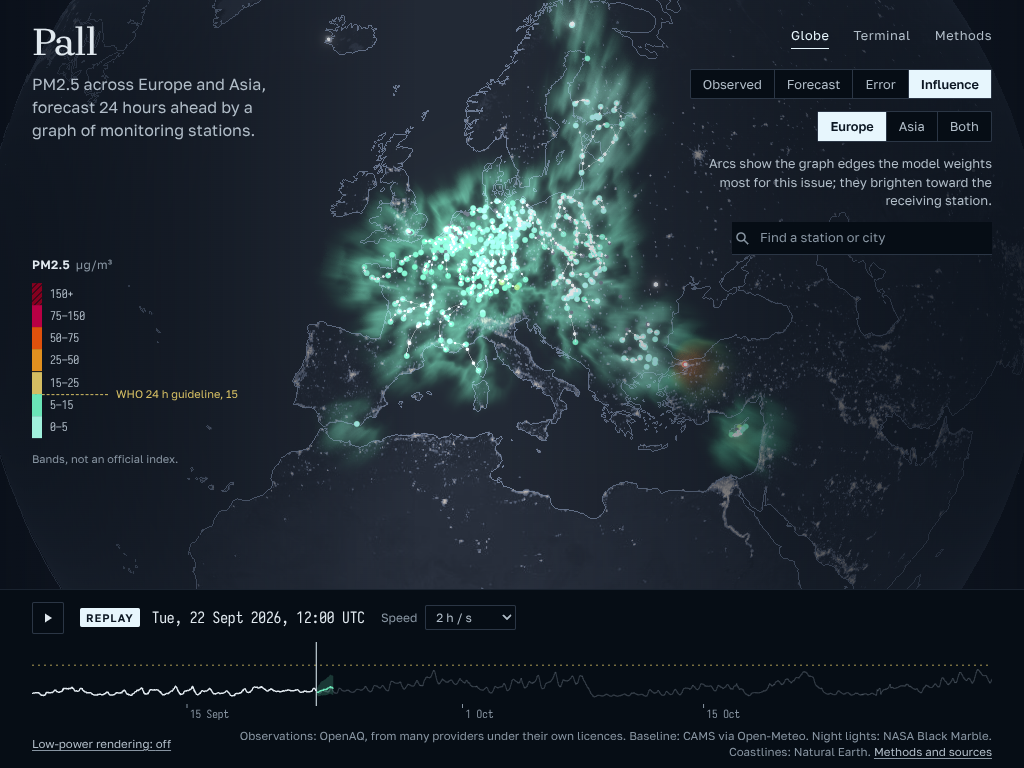 Pall
Globe Terminal Methods
PM2.5 across Europe and Asia,
forecast 24 hours ahead by a
graph of monitoring stations.
Observed Forecast Error Influence
Europe Asia Both
Arcs show the graph edges the model weights
most for this issue; they brighten toward the
receiving station.
Find a station or city
PM2.5 µg/m³
150+
75–150
50–75
25–50
15–25
WHO 24 h guideline, 15
5–15
0–5
Bands, not an official index.
REPLAY Tue, 22 Sept 2026, 12:00 UTC Speed 2 h / s
15 Sept 1 Oct 15 Oct
Low-power rendering: off
Observations: OpenAQ, from many providers under their own licences. Baseline: CAMS via Open-Meteo. Night lights: NASA Black Marble.
Coastlines: Natural Earth. Methods and sources